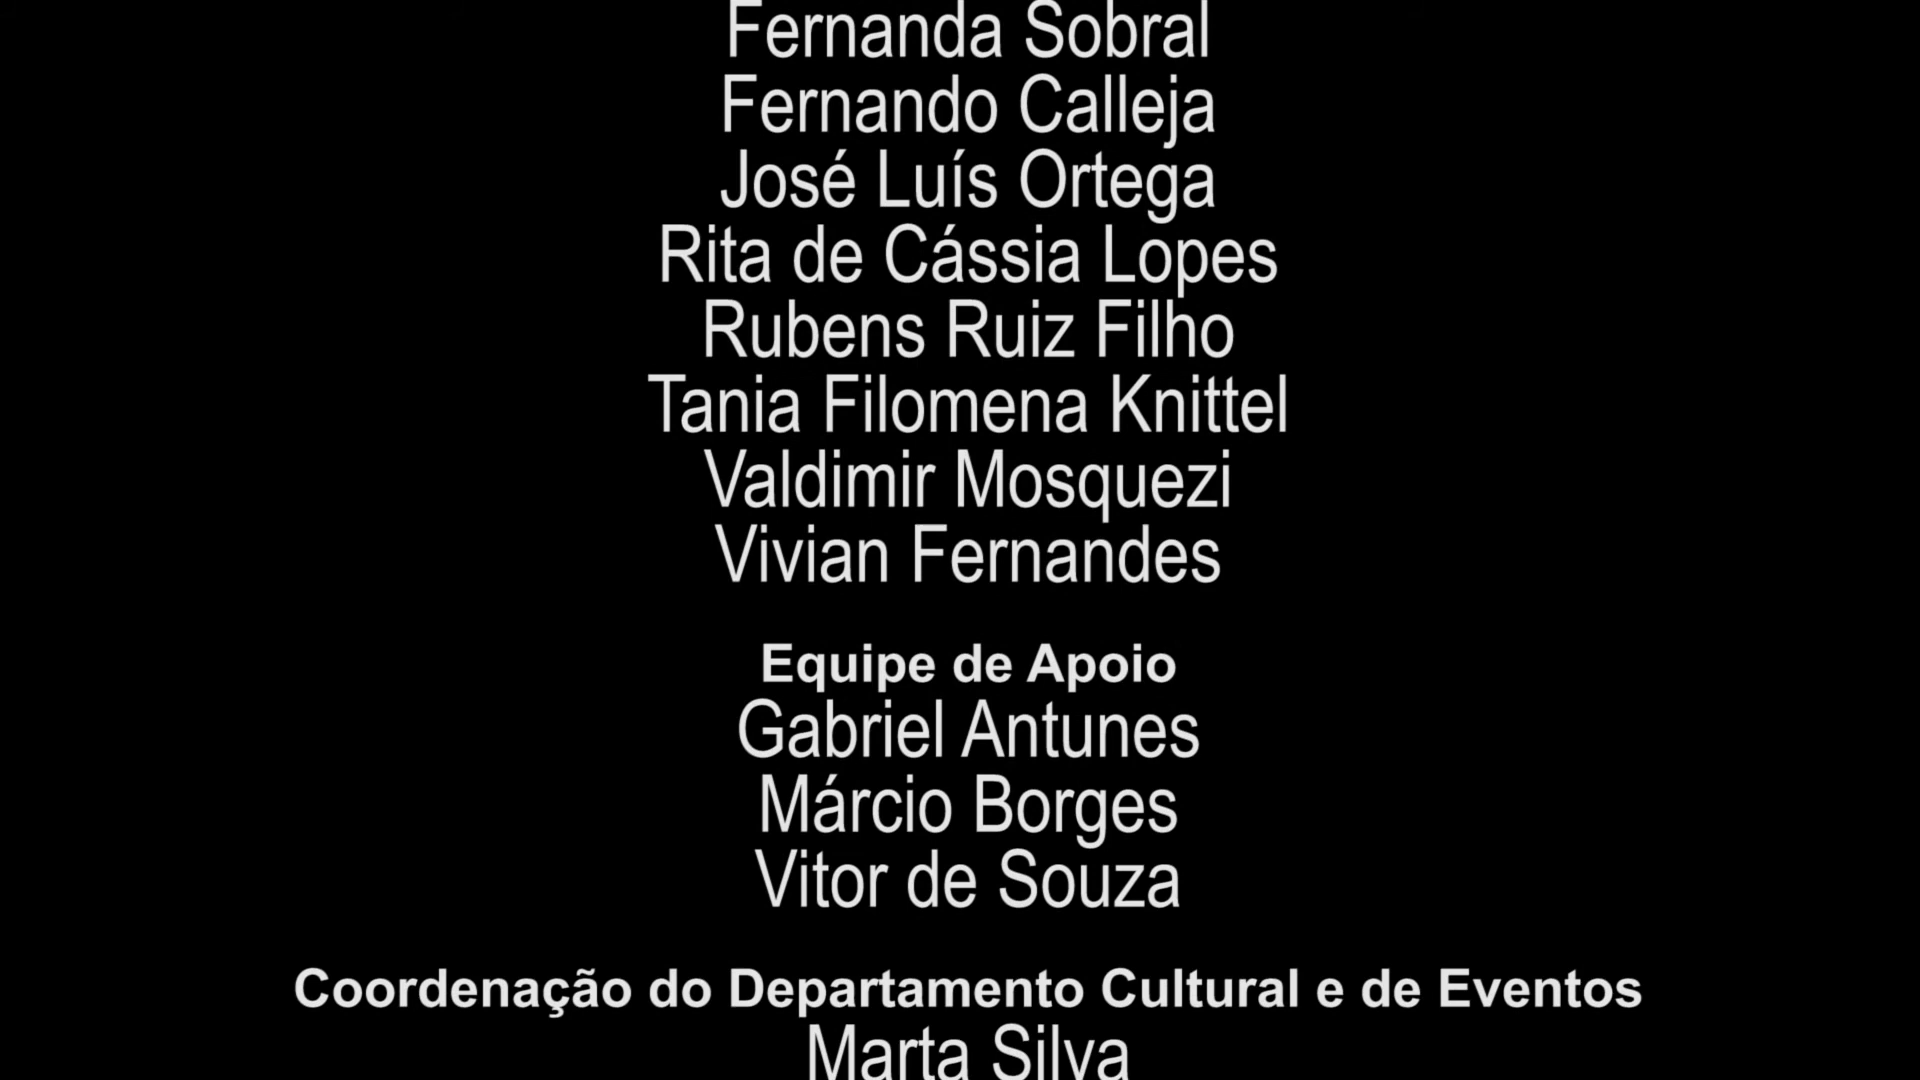 Fernanda Sobral
Fernando Calleja
José Luís Ortega
Rita de Cássia Lopes
Rubens Ruiz Filho
Tania Filomena Knittel
Valdimir Mosquezi
Vivian Fernandes
Equipe de Apoio
Gabriel Antunes
Márcio Borges
Vitor de Souza
Coordenação do Departamento Cultural e de Eventos
Marta Silva